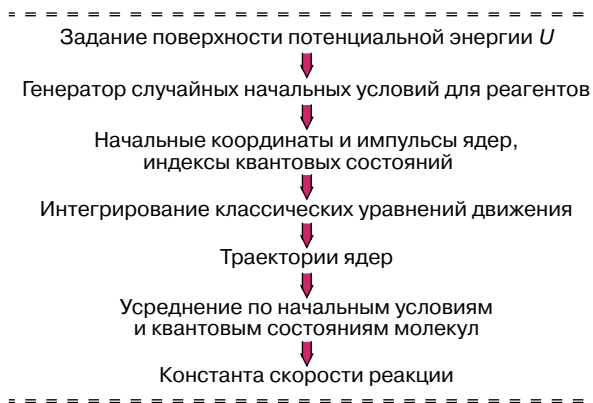 Задание поверхности потенциальной энергии U
Генератор случайных начальных условий для реагентов
Начальные координаты и импульсы ядер,
индексы квантовых состояний
Интегрирование классических уравнений движения
Траектории ядер
Усреднение по начальным условиям
и квантовым состояниям молекул
Константа скорости реакции